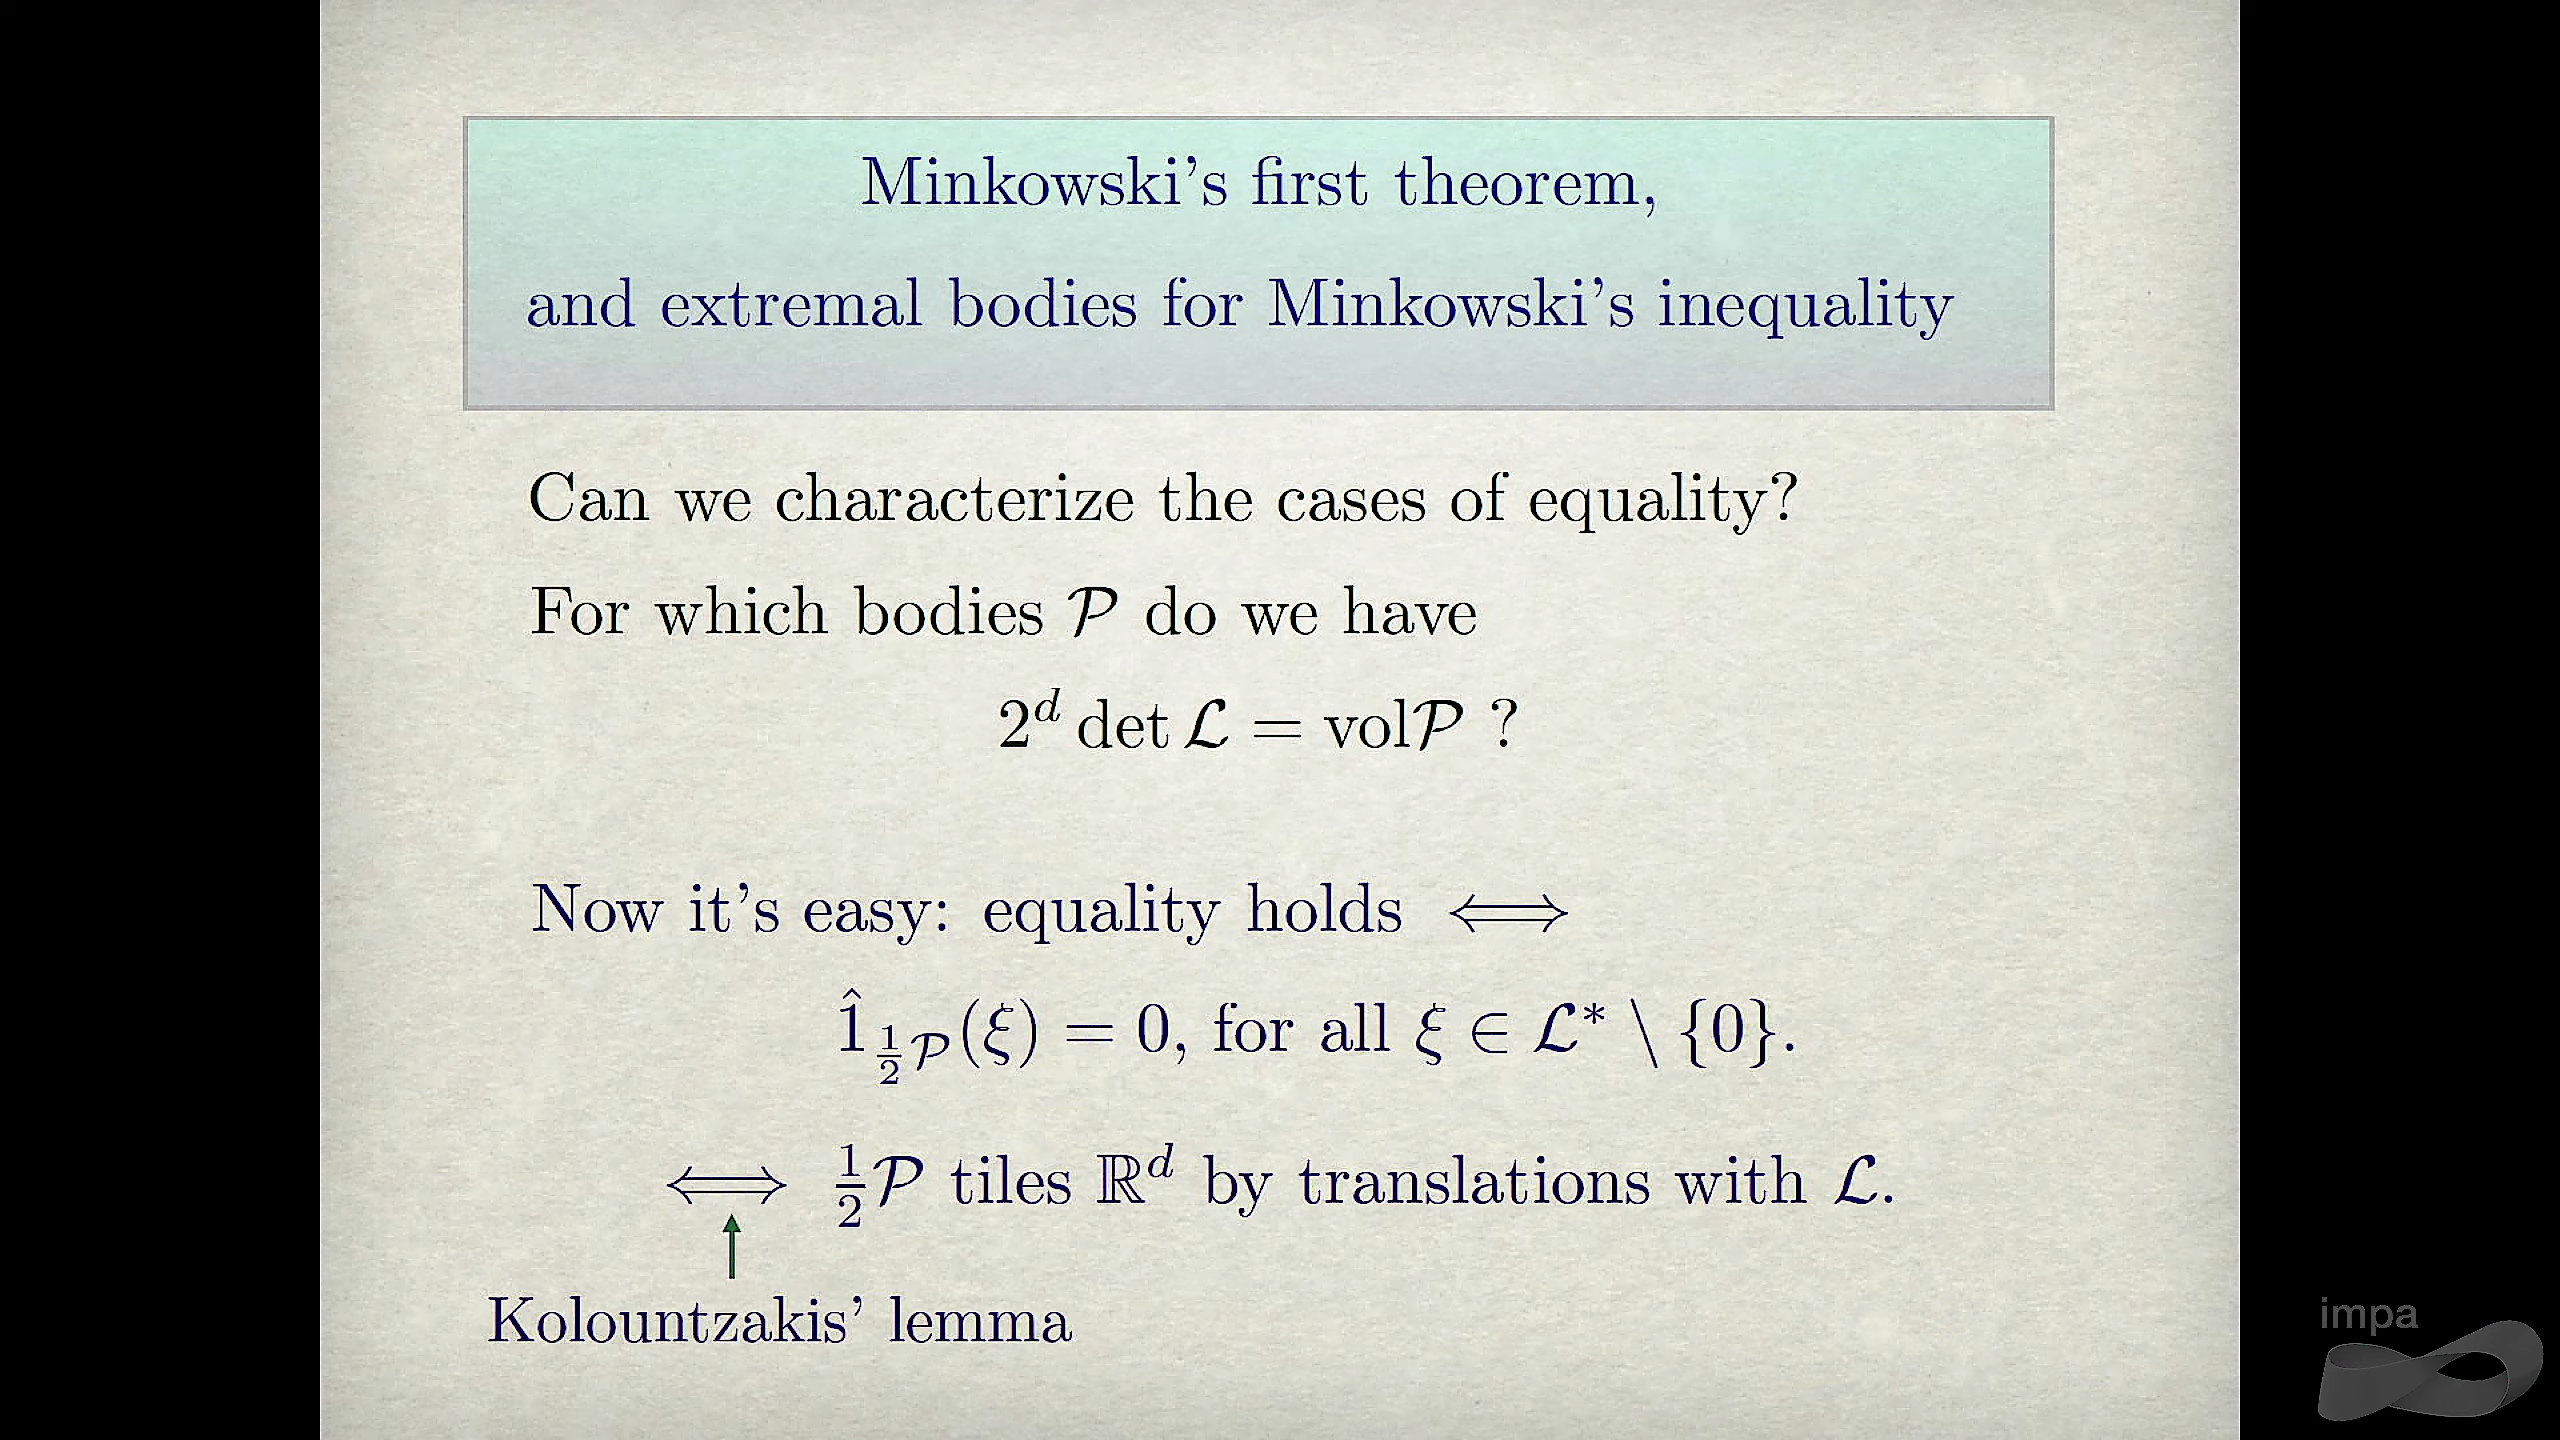 Minkowski's first theorem,
and extremal bodies for Minkowski's inequality
Can we characterize the cases of equality?
For which bodies 𝒫 do we have
2^d det ℒ = vol𝒫 ?
Now it's easy: equality holds ⟺
1̂_{½𝒫}(ξ) = 0, for all ξ ∈ ℒ* \ {0}.
⟺ ½𝒫 tiles ℝ^d by translations with ℒ.
Kolountzakis' lemma
impa